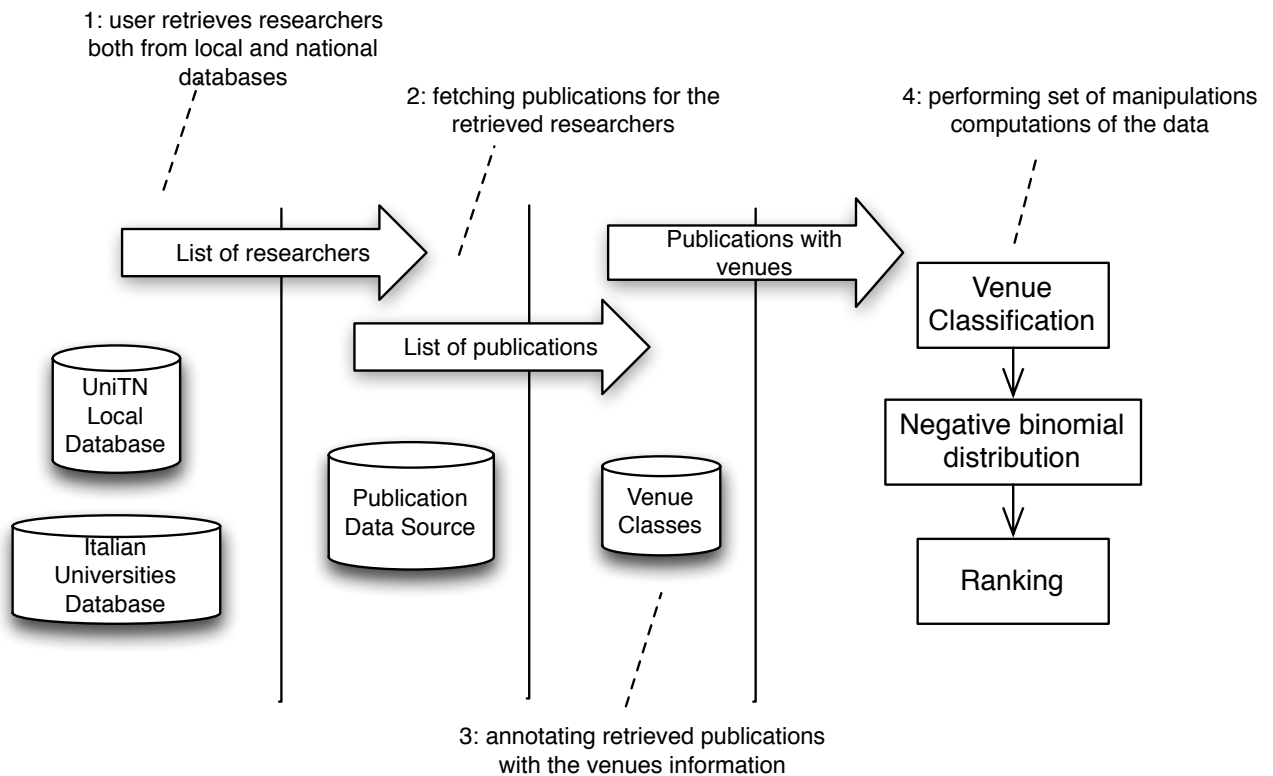 1: user retrieves researchers
both from local and national
databases
2: fetching publications for the
retrieved researchers
4: performing set of manipulations
computations of the data
List of researchers
Publications with
venues
List of publications
Venue
Classification
UniTN
Local
Database
Negative binomial
distribution
Publication
Data Source
Venue
Classes
Italian
Universities
Database
Ranking
3: annotating retrieved publications
with the venues information